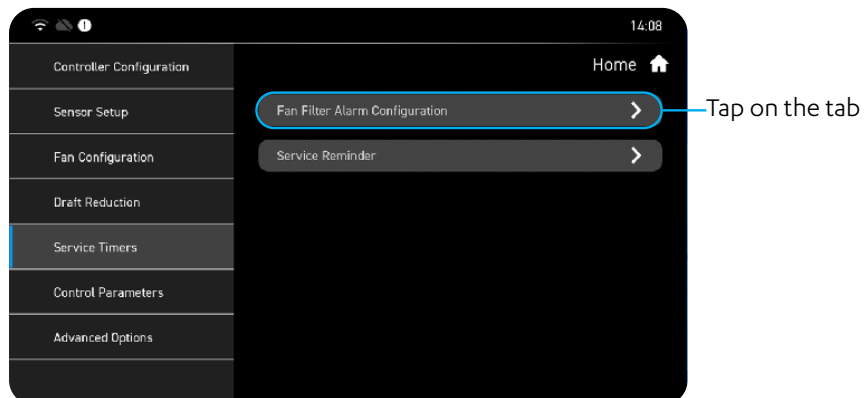 14:08
Controller Configuration
Home
Sensor Setup
Fan Filter Alarm Configuration
Tap on the tab
Fan Configuration
Service Reminder
Draft Reduction
Service Timers
Control Parameters
Advanced Options